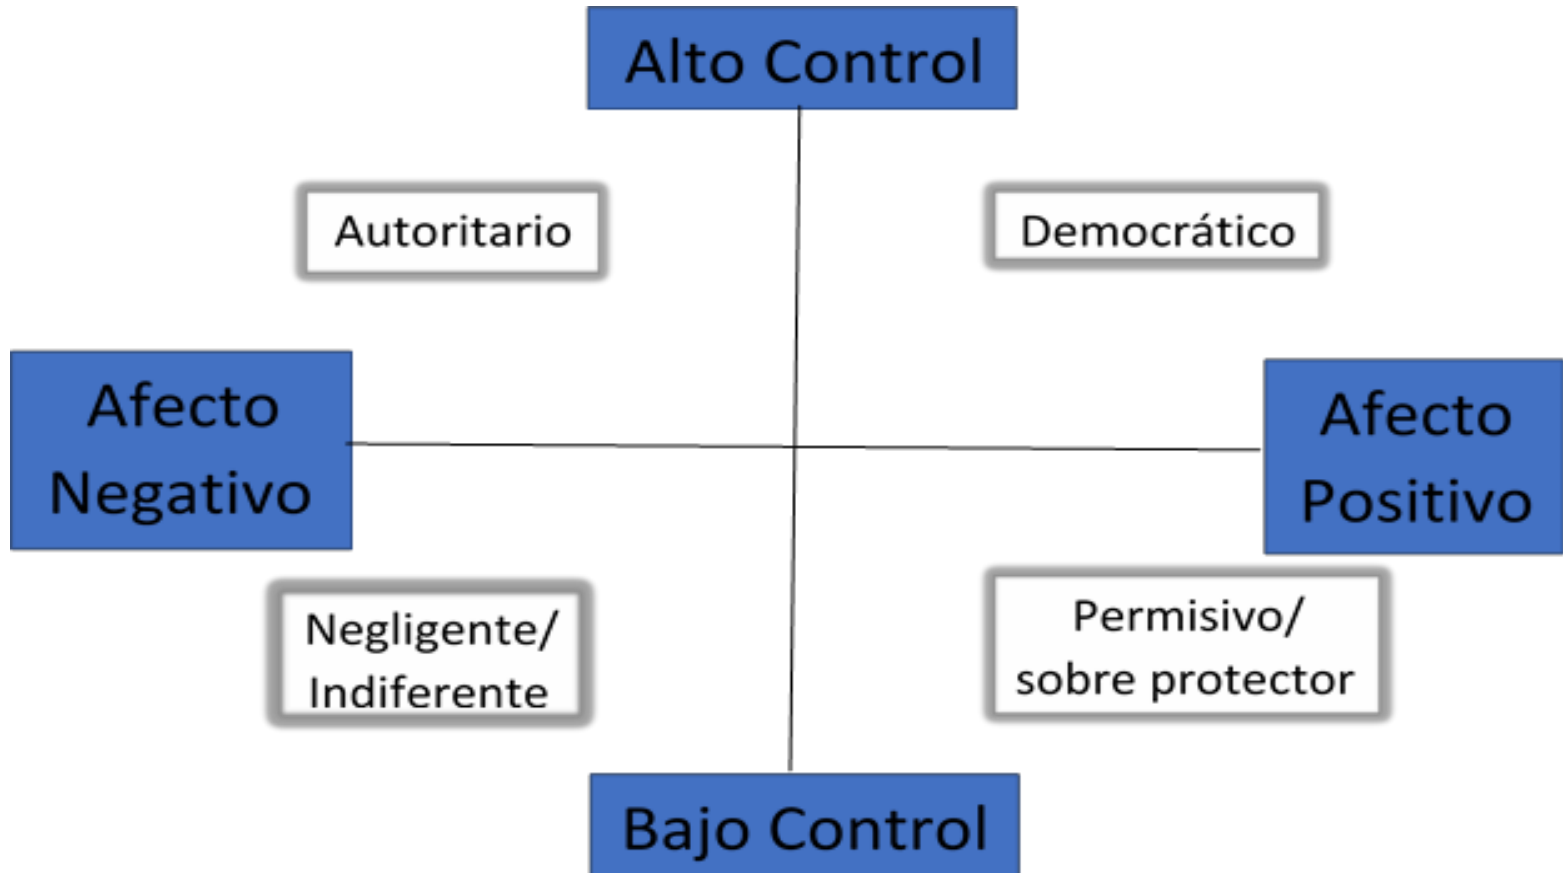 Alto Control
Autoritario
Democrático
Afecto
Negativo
Afecto
Positivo
Negligente/
Indiferente
Permisivo/
sobre protector
Bajo Control